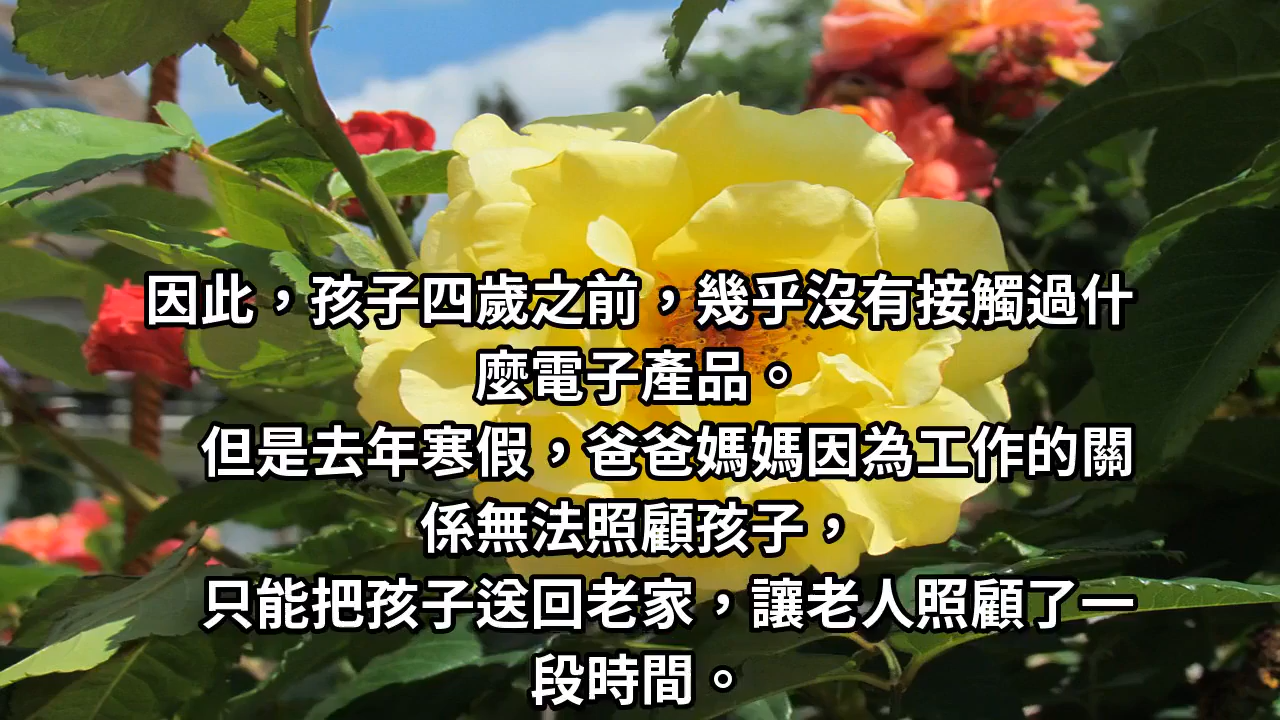 因此，孩子四歲之前，幾乎沒有接觸過什
麼電子產品。
但是去年寒假，爸爸媽媽因為工作的關
係無法照顧孩子，
只能把孩子送回老家，讓老人照顧了一
段時間。